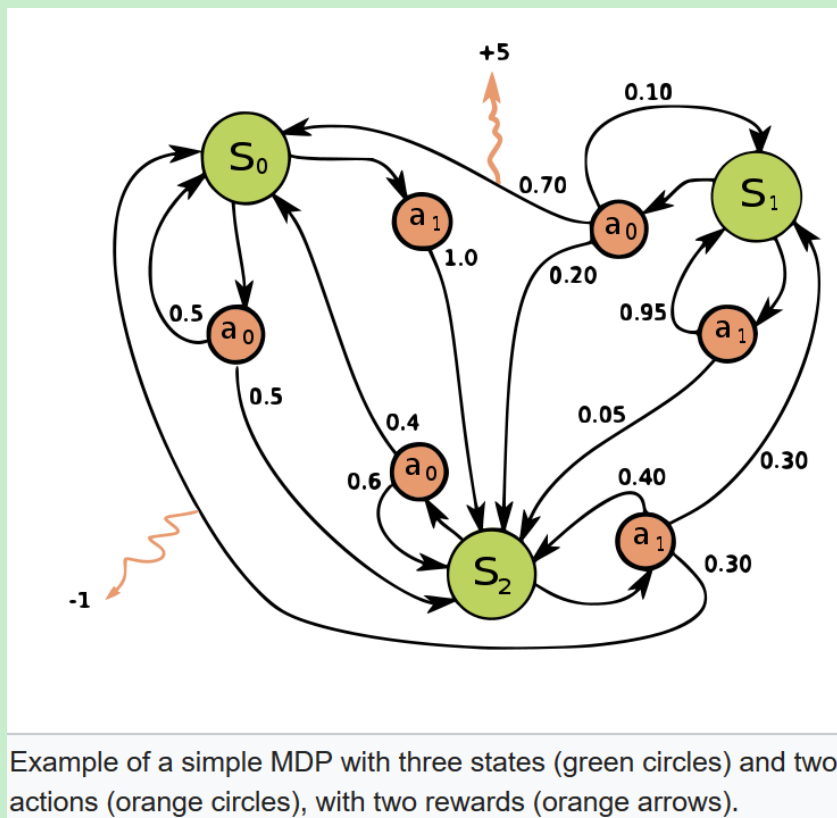 +5
0.10
S₀
S₁
0.70
a₀
a₁
1.0
0.20
0.5
a₀
0.95
a₁
0.5
0.05
0.4
a₀
0.6
0.40
0.30
a₁
S₂
0.30
-1
Example of a simple MDP with three states (green circles) and two
actions (orange circles), with two rewards (orange arrows).